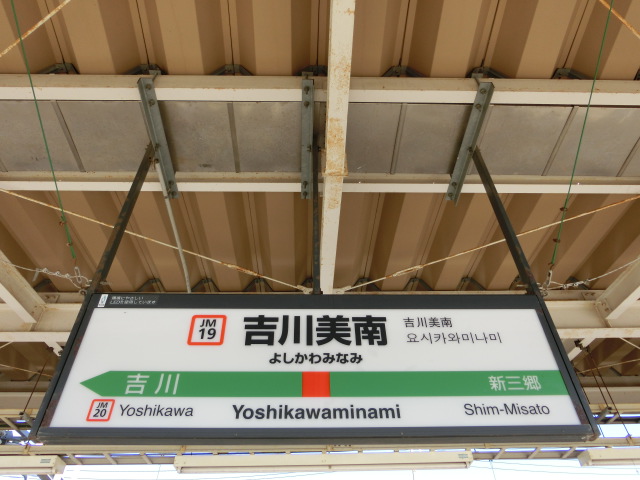 JM
19
吉川美南
吉川美南
요시카와미나미
よしかわみなみ
吉川
新三郷
JM
20
Yoshikawa
Yoshikawaminami
Shim-Misato